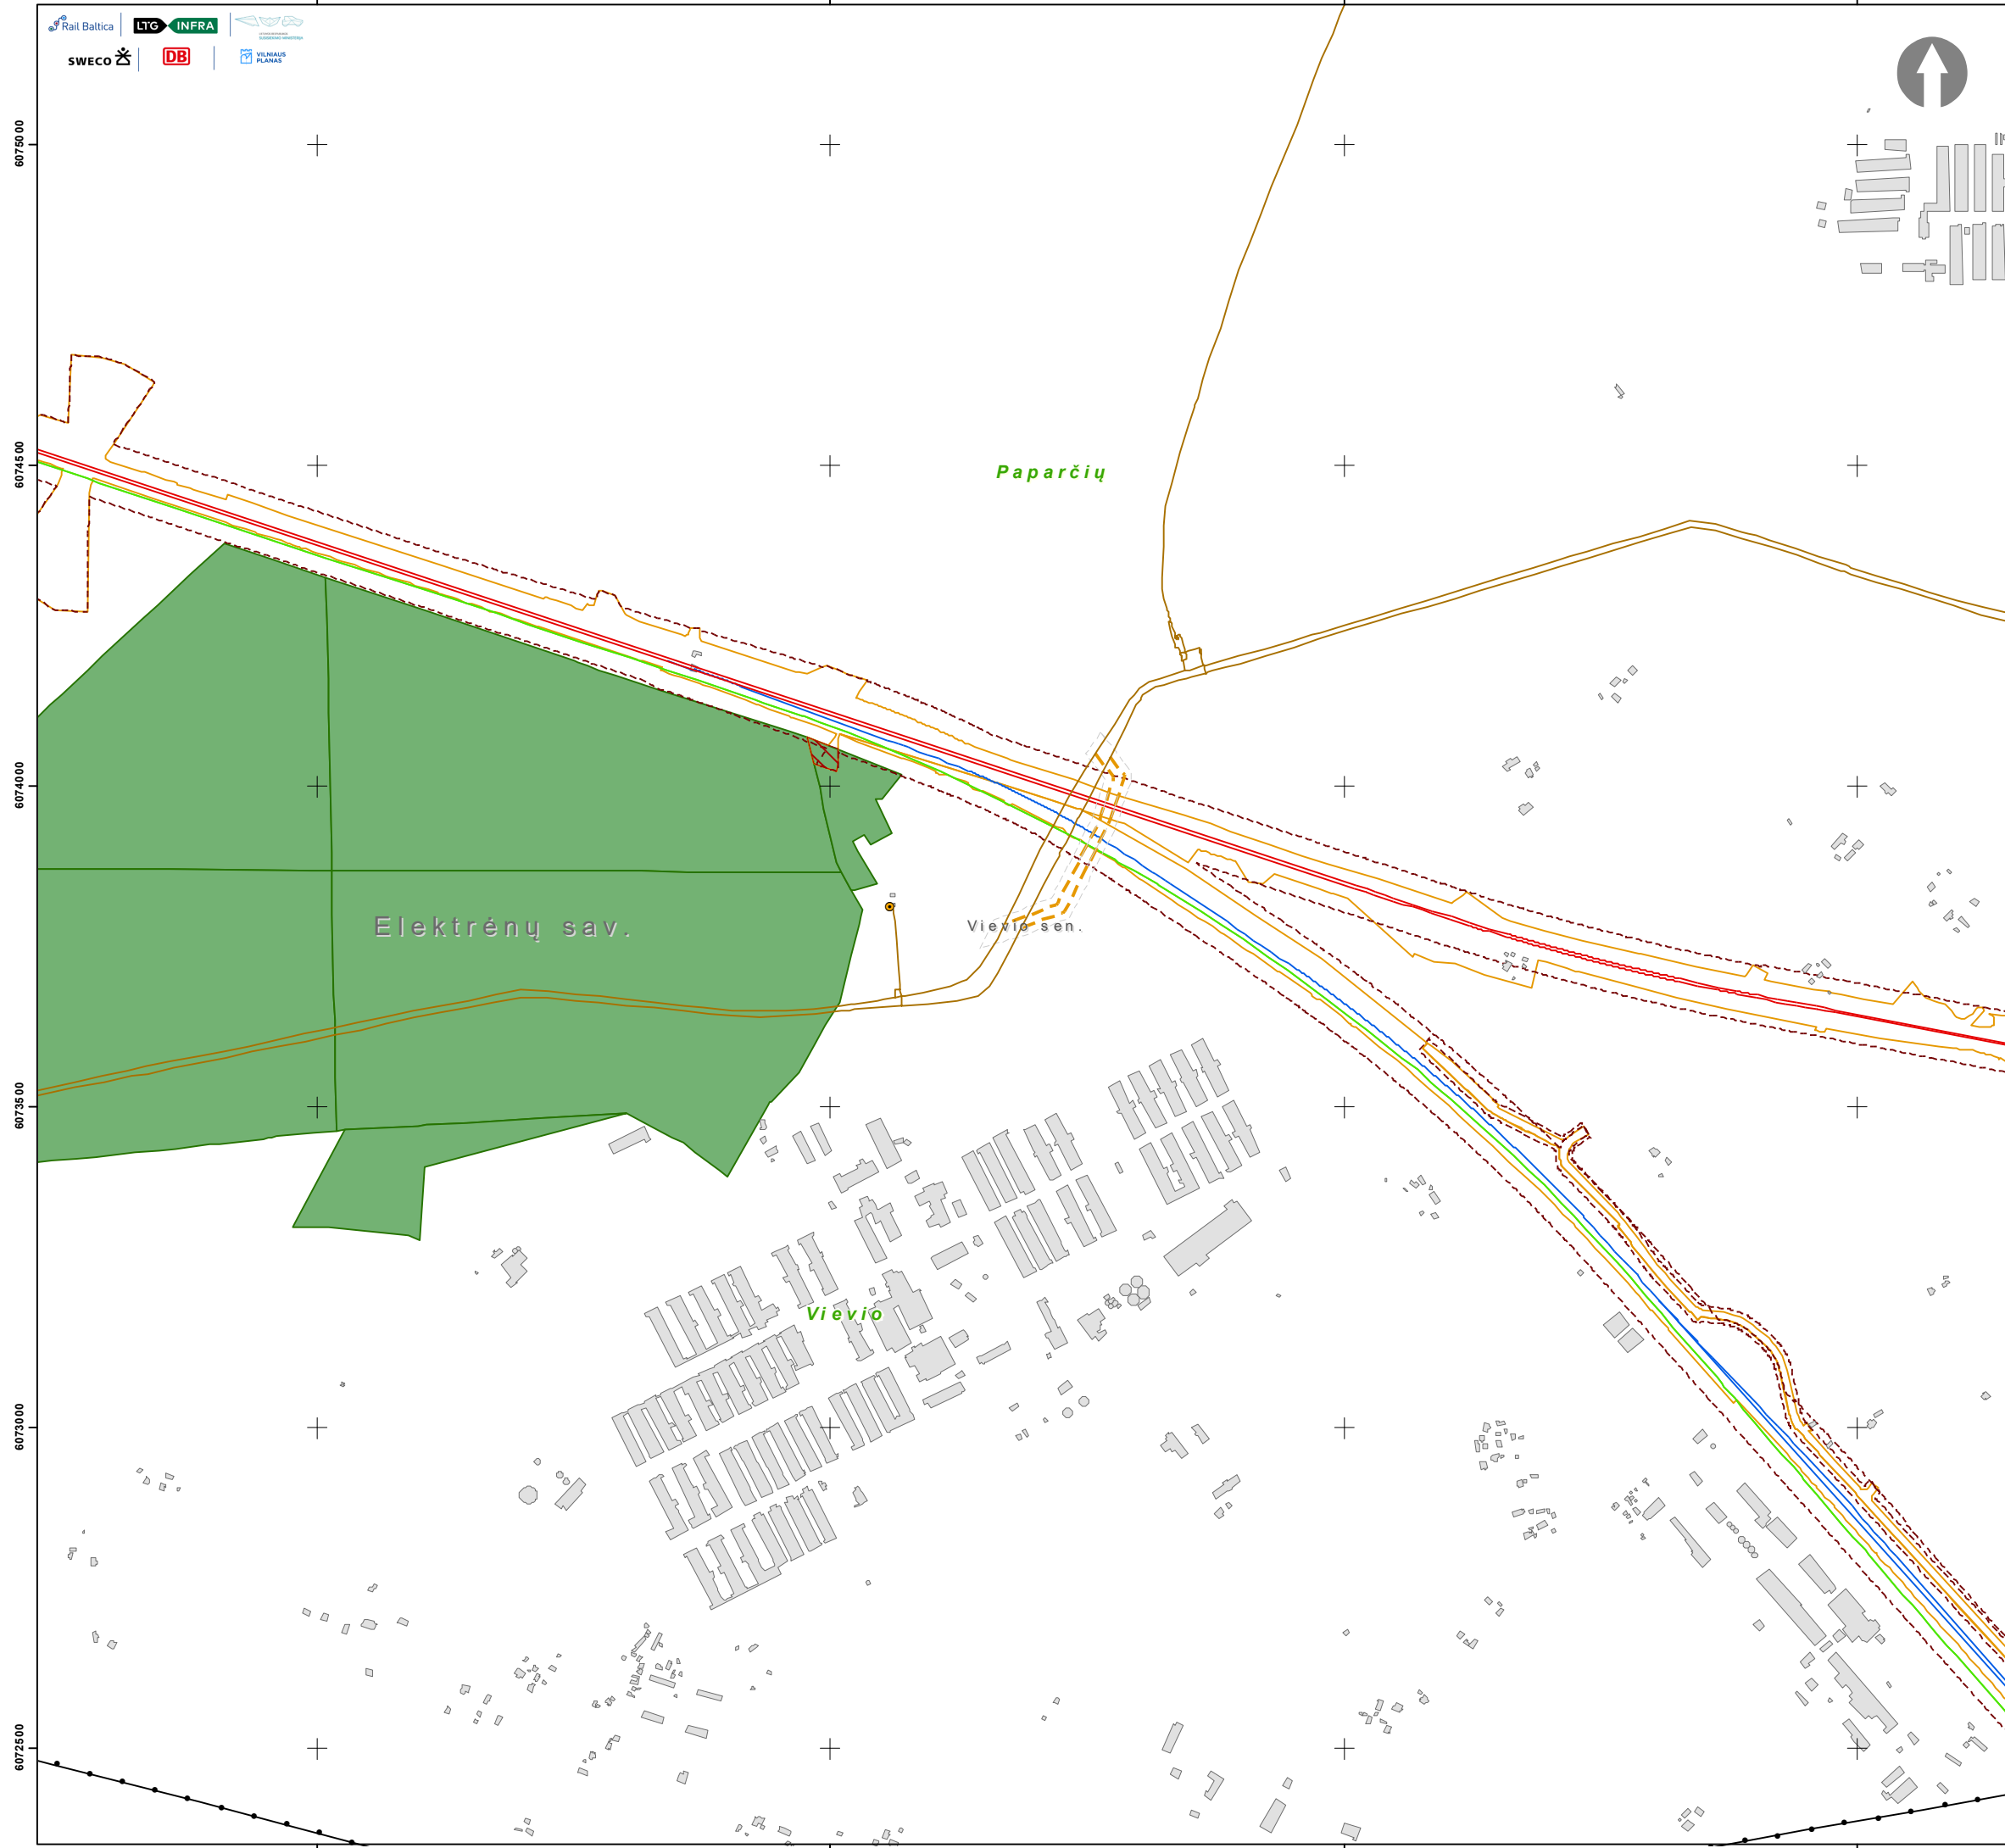 Rail Baltica
LTG INFRA
SWECO
DB
VILNIAUS
PLANAS
6075000
6074500
Paparčių
6074000
Elektrėnų sav.
Vievio sen.
6073500
Vievio
6073000
6072500